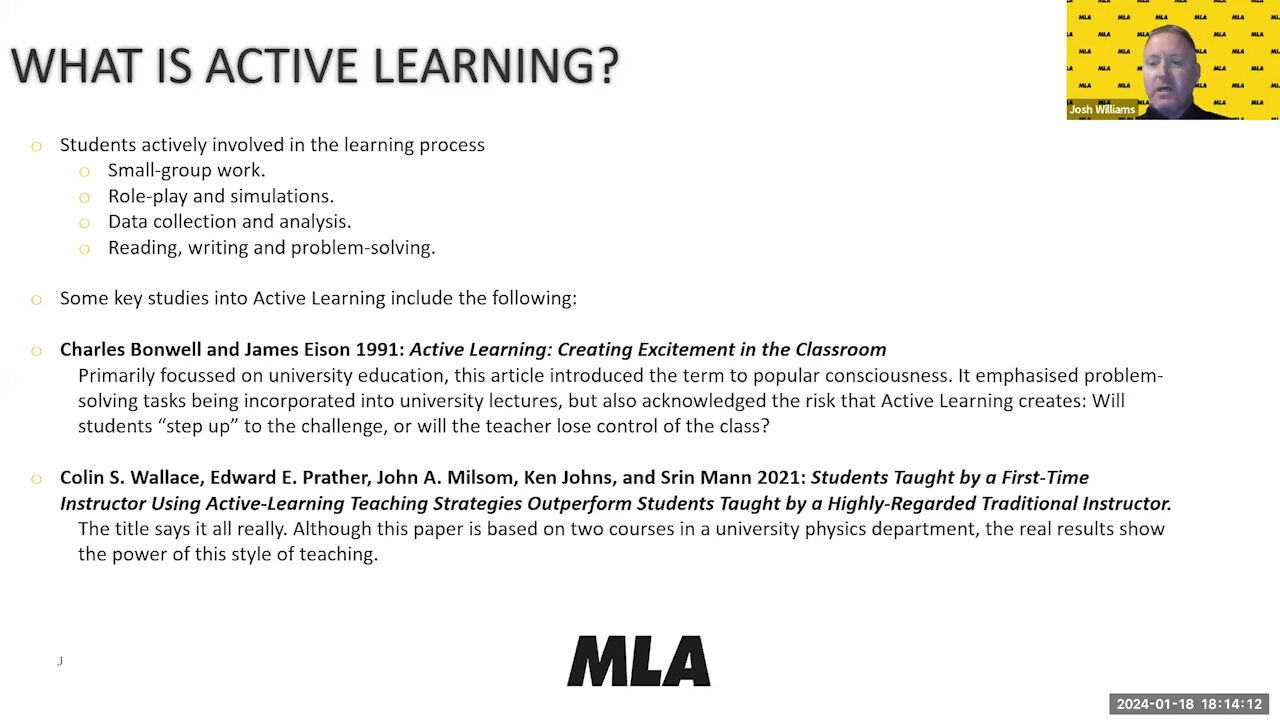 WHAT IS ACTIVE LEARNING?
Josh Williams
Students actively involved in the learning process
Small-group work.
Role-play and simulations.
Data collection and analysis.
Reading, writing and problem-solving.
Some key studies into Active Learning include the following:
Charles Bonwell and James Eison 1991: Active Learning: Creating Excitement in the Classroom
Primarily focussed on university education, this article introduced the term to popular consciousness. It emphasised problem-
solving tasks being incorporated into university lectures, but also acknowledged the risk that Active Learning creates: Will
students “step up” to the challenge, or will the teacher lose control of the class?
Colin S. Wallace, Edward E. Prather, John A. Milsom, Ken Johns, and Srin Mann 2021: Students Taught by a First-Time
Instructor Using Active-Learning Teaching Strategies Outperform Students Taught by a Highly-Regarded Traditional Instructor.
The title says it all really. Although this paper is based on two courses in a university physics department, the real results show
the power of this style of teaching.
J
MLA
2024-01-18 18:14:12